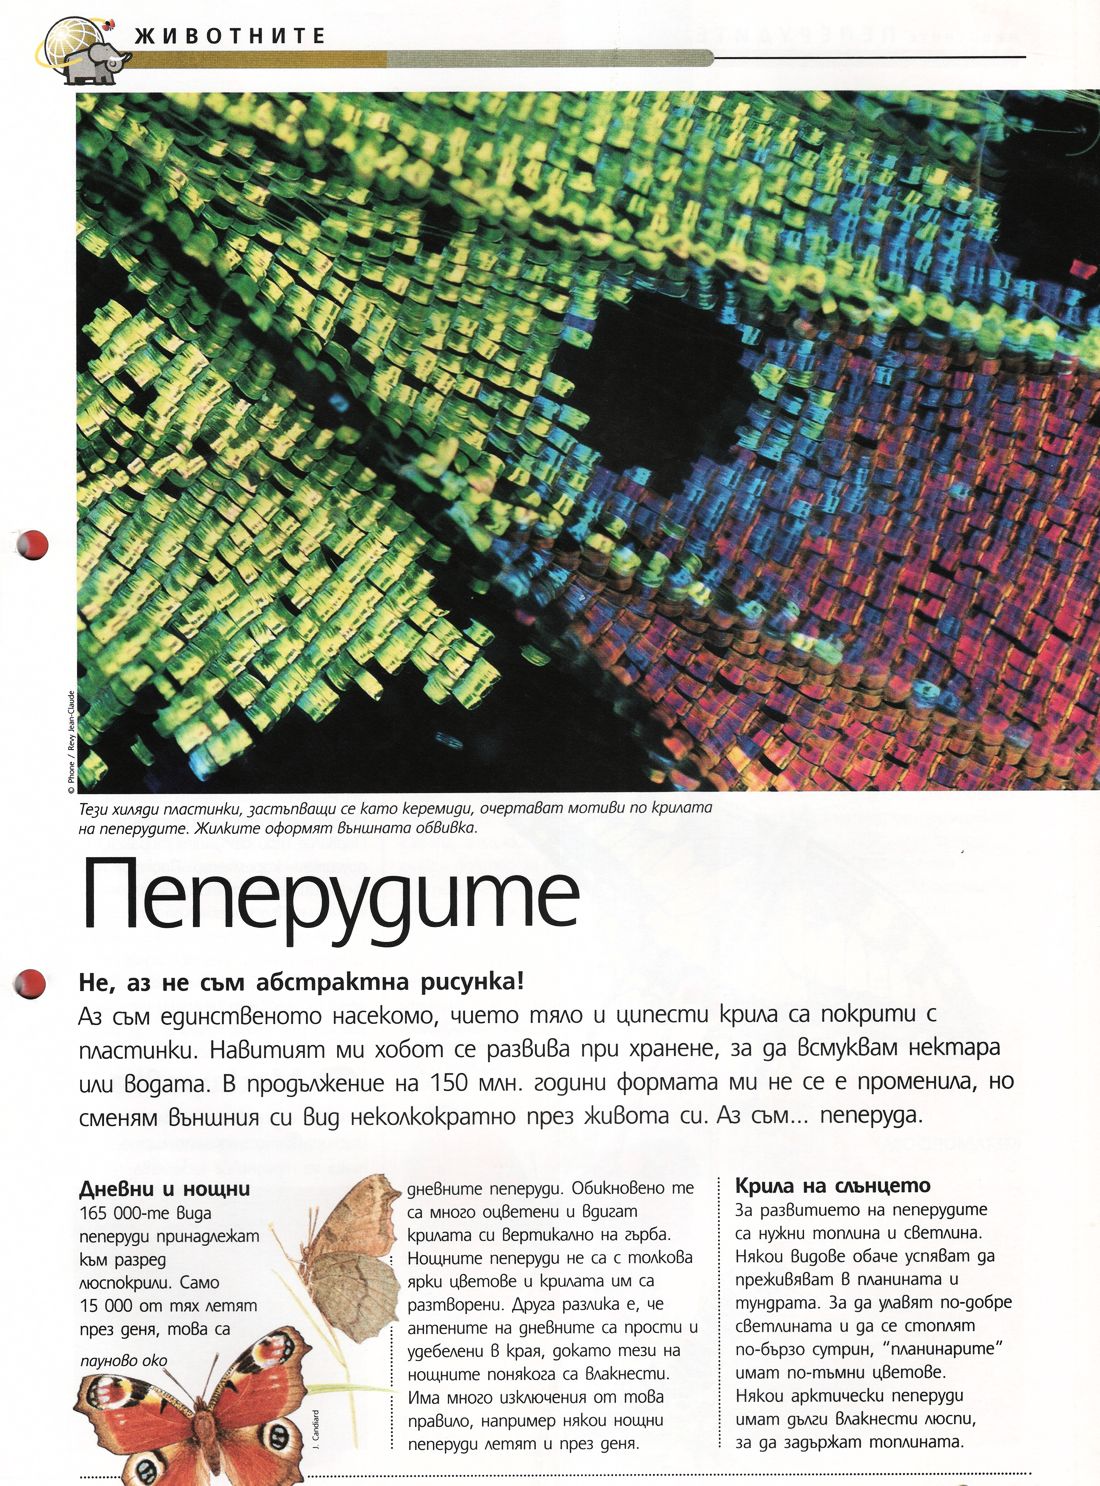 ЖИВОТНИТЕ
© Phone / Revy Jean-Claude
Тези хиляди пластинки, застъпващи се като керемиди, очертават мотиви по крилата
на пеперудите. Жилките оформят външната обвивка.
Пеперудите
Не, аз не съм абстрактна рисунка!
Аз съм единственото насекомо, чието тяло и ципести крила са покрити с
пластинки. Навитият ми хобот се развива при хранене, за да всмуквам нектара
или водата. В продължение на 150 млн. години формата ми не се е променила, но
сменям външния си вид неколкократно през живота си. Аз съм... пеперуда.
Дневни и нощни
165 000-те вида
пеперуди принадлежат
към разред
люспокрили. Само
15 000 от тях летят
през деня, това са
пауново око
J. Candiard
дневните пеперуди. Обикновено те
са много оцветени и вдигат
крилата си вертикално на гърба.
Нощните пеперуди не са с толкова
ярки цветове и крилата им са
разтворени. Друга разлика е, че
антените на дневните са прости и
удебелени в края, докато тези на
нощните понякога са влакнести.
Има много изключения от това
правило, например някои нощни
пеперуди летят и през деня.
Крила на слънцето
За развитието на пеперудите
са нужни топлина и светлина.
Някои видове обаче успяват да
преживяват в планината и
тундрата. За да улавят по-добре
светлината и да се стоплят
по-бързо сутрин, "планинарите"
имат по-тъмни цветове.
Някои арктически пеперуди
имат дълги влакнести люспи,
за да задържат топлината.